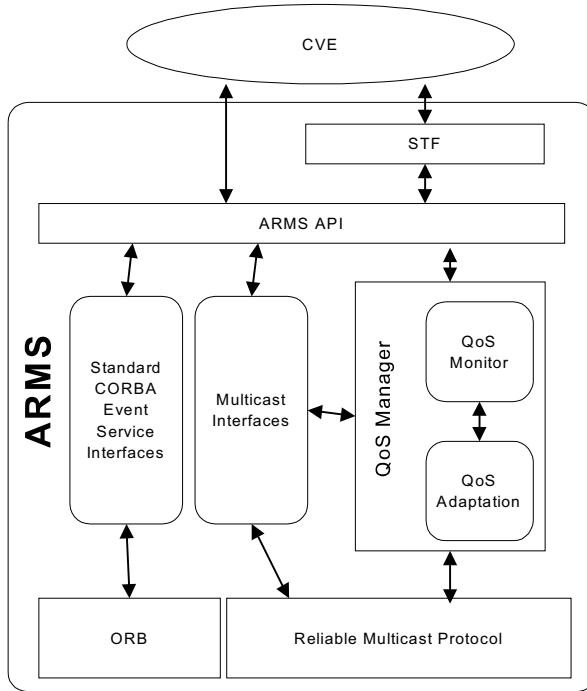 CVE
STF
ARMS API
ARMS
Standard
CORBA
Event
Service
Interfaces
Multicast
Interfaces
QoS Manager
QoS
Monitor
QoS
Adaptation
ORB
Reliable Multicast Protocol